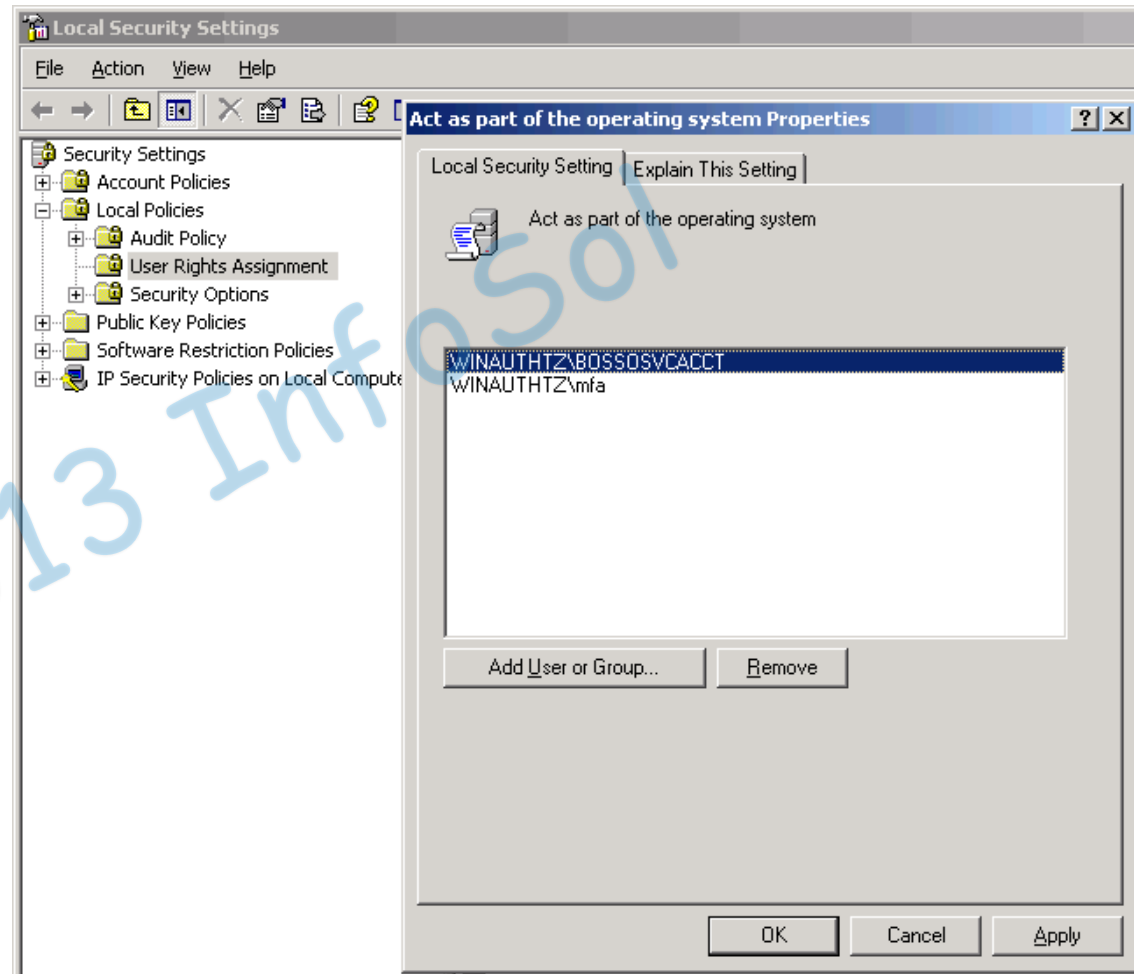 Local Security Settings
File Action View Help
Security Settings
Account Policies
Local Policies
Audit Policy
User Rights Assignment
Security Options
Public Key Policies
Software Restriction Policies
IP Security Policies on Local
Act as part of the operating system Properties
? X
Local Security Setting
Explain This Setting
Act as part of the operating system
WINAUTHTZ\BOSSOSVCACCT
WINAUTHTZ\mfa
Add User or Group...
Remove
OK
Cancel
Apply
13 InfoSol